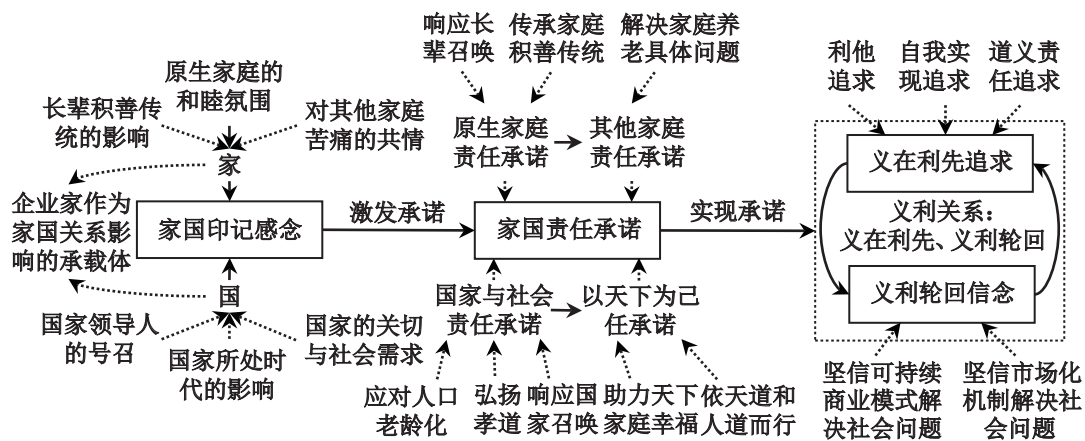 原生家庭的
和睦氛围
长辈积善传
统的影响
对其他家庭
苦痛的共情
家
企业家作为
家国关系影
响的承载体
家国印记感念
国
国家领导人
的号召
国家所处时
代的影响
国家的关切
与社会需求
激发承诺
响应长
辈召唤
传承家庭
积善传统
解决家庭养
老具体问题
原生家庭
责任承诺
其他家庭
责任承诺
家国责任承诺
国家与社会
责任承诺
以天下为己
任承诺
应对人口
老龄化
弘扬
孝道
响应国
家召唤
助力天下
家庭幸福
依天道和
人道而行
实现承诺
利他
追求
自我实
现追求
道义责
任追求
义在利先追求
义利关系：
义在利先、义利轮回
义利轮回信念
坚信可持续
商业模式解
决社会问题
坚信市场化
机制解决社
会问题